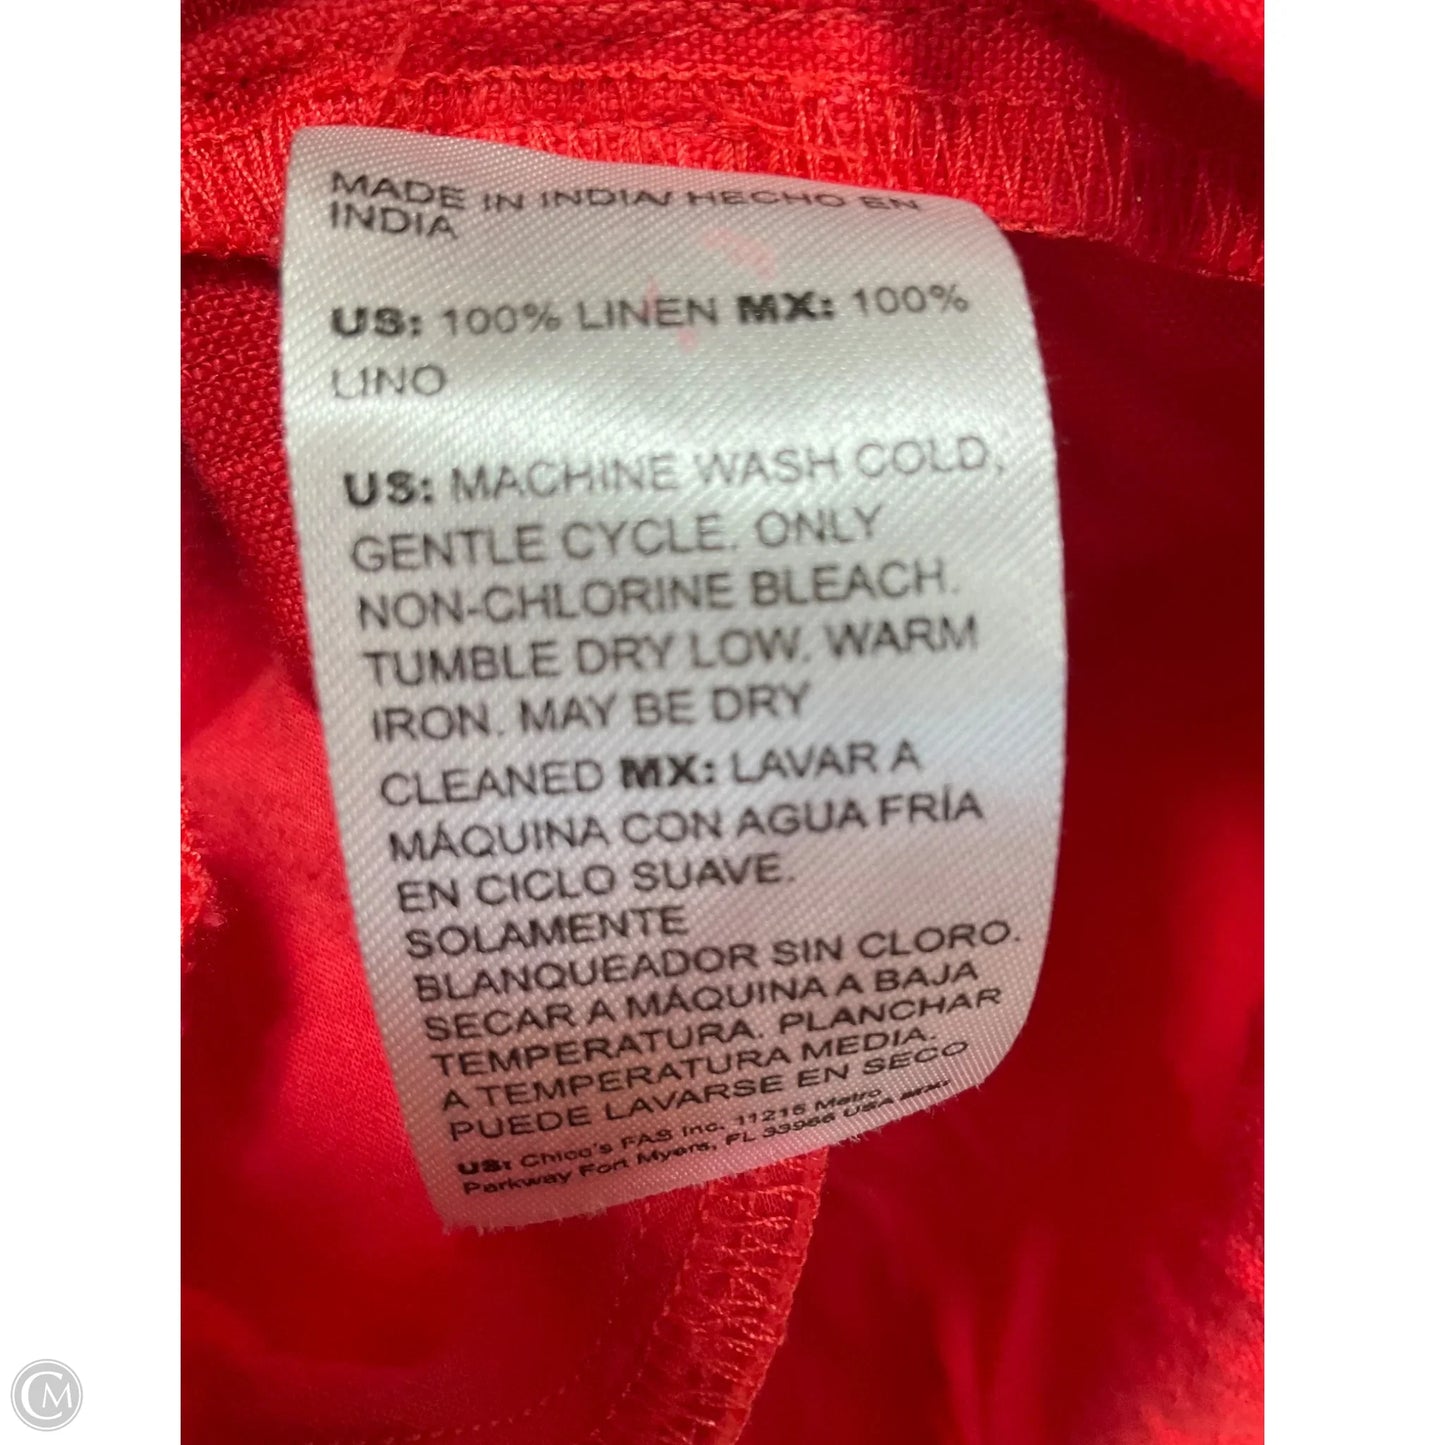 MADE IN INDIA/ HECHO EN
INDIA
US: 100% LINEN MX: 100%
LINO
US: MACHINE WASH COLD,
GENTLE CYCLE. ONLY
NON-CHLORINE BLEACH.
TUMBLE DRY LOW. WARM
IRON. MAY BE DRY
CLEANED MX: LAVAR A
MÁQUINA CON AGUA FRÍA
EN CICLO SUAVE.
SOLAMENTE
BLANQUEADOR SIN CLORO.
SECAR A MÁQUINA A BAJA
TEMPERATURA. PLANCHAR
A TEMPERATURA MEDIA.
PUEDE LAVARSE EN SECO
US: Chico's FAS Inc. 11215 Metro
Parkway Fort Myers, FL 33966 USA MX:
CM